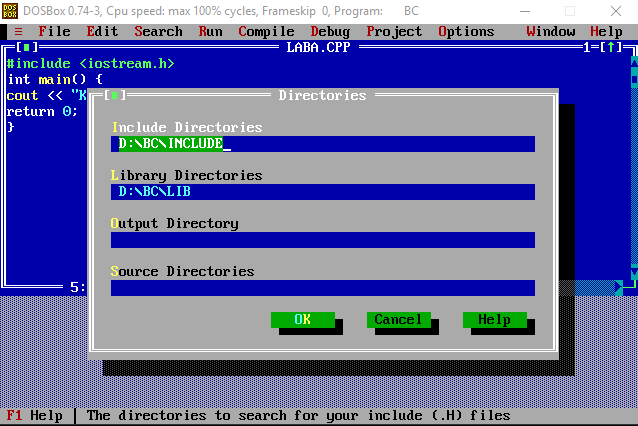 DOS BOX DOSBox 0.74-3, Cpu speed: max 100% cycles, Frameskip 0, Program: BC
≡ File Edit Search Run Compile Debug Project Options Window Help
[■] LABA.CPP 1=[↑]
#include <iostream.h>
int main() {
cout << "K
return 0;
}
[■] Directories
Include Directories
D:\BC\INCLUDE_
Library Directories
D:\BC\LIB
Output Directory
Source Directories
5:
OK Cancel Help
F1 Help | The directories to search for your include (.H) files